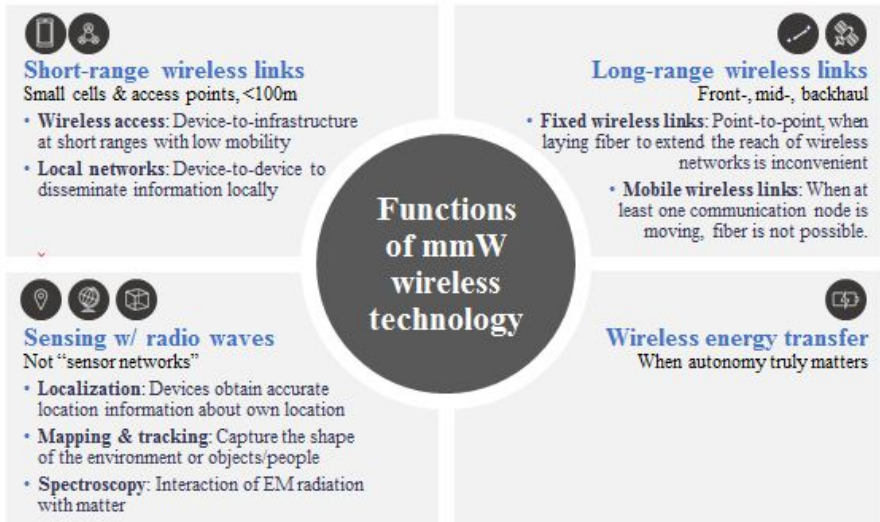 Short-range wireless links
Small cells & access points, <100m
• Wireless access: Device-to-infrastructure
at short ranges with low mobility
• Local networks: Device-to-device to
disseminate information locally
Long-range wireless links
Front-, mid-, backhaul
• Fixed wireless links: Point-to-point, when
laying fiber to extend the reach of wireless
networks is inconvenient
• Mobile wireless links: When at
least one communication node is
moving, fiber is not possible.
Functions
of mmW
wireless
technology
Sensing w/ radio waves
Not “sensor networks”
• Localization: Devices obtain accurate
location information about own location
• Mapping & tracking: Capture the shape
of the environment or objects/people
• Spectroscopy: Interaction of EM radiation
with matter
Wireless energy transfer
When autonomy truly matters